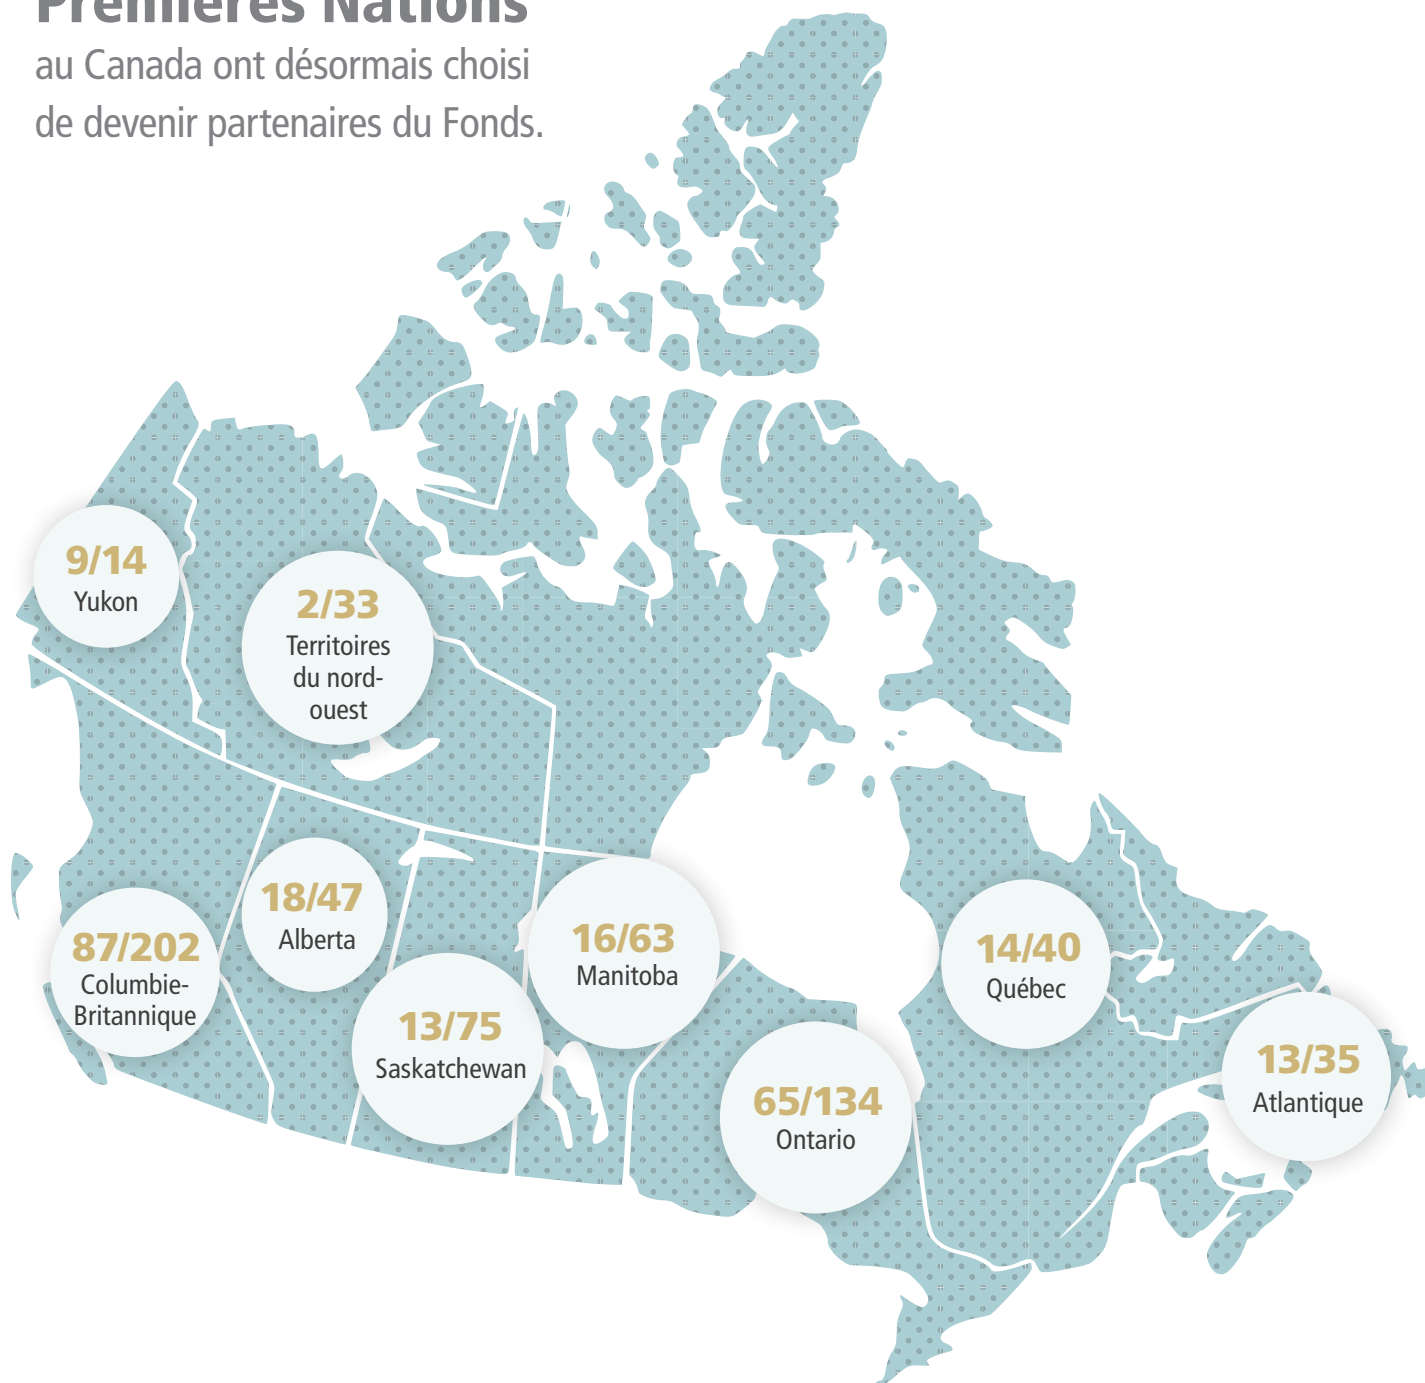 Premières Nations
au Canada ont désormais choisi
de devenir partenaires du Fonds.
9/14
Yukon
2/33
Territoires
du nord-
ouest
18/47
Alberta
87/202
Columbie-
Britannique
16/63
Manitoba
14/40
Québec
13/75
Saskatchewan
13/35
Atlantique
65/134
Ontario